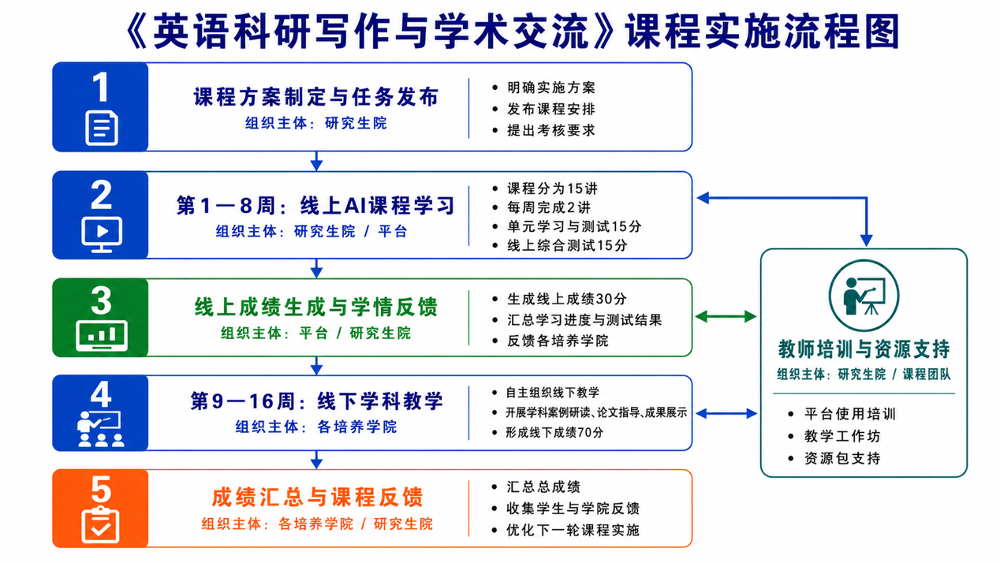 《英语科研写作与学术交流》课程实施流程图
1
课程方案制定与任务发布
组织主体：研究生院
• 明确实施方案
• 发布课程安排
• 提出考核要求
2
第1—8周：线上AI课程学习
组织主体：研究生院 / 平台
• 课程分为15讲
• 每周完成2讲
• 单元学习与测试15分
• 线上综合测试15分
3
线上成绩生成与学情反馈
组织主体：平台 / 研究生院
• 生成线上成绩30分
• 汇总学习进度与测试结果
• 反馈各培养学院
4
第9—16周：线下学科教学
组织主体：各培养学院
• 自主组织线下教学
• 开展学科案例研读、论文指导、成果展示
• 形成线下成绩70分
5
成绩汇总与课程反馈
组织主体：各培养学院 / 研究生院
• 汇总总成绩
• 收集学生与学院反馈
• 优化下一轮课程实施
教师培训与资源支持
组织主体：研究生院 / 课程团队
• 平台使用培训
• 教学工作坊
• 资源包支持